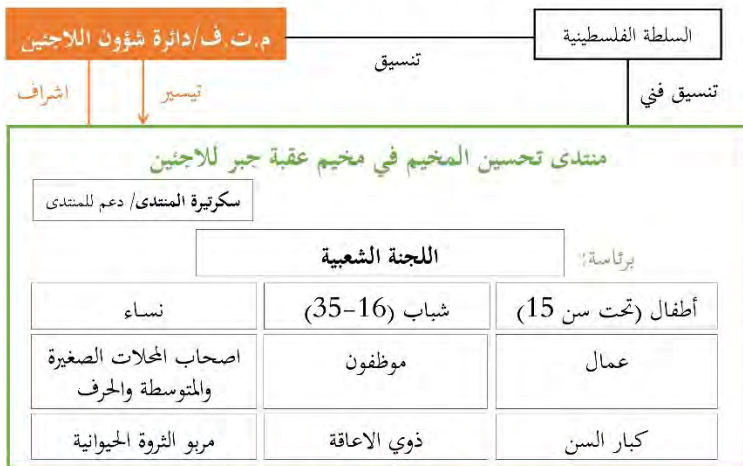 السلطة الفلسطينية
م.ت.ف/دائرة شؤون اللاجئين
تنسيق
تنسيق فني
تيسير
اشراف
منتدى تحسين المخيم في مخيم عقبة جبر للاجئين
سكرتيرة المنتدى/ دعم للمنتدى
برئاسة:
اللجنة الشعبية
أطفال (تحت سن 15)
شباب (16-35)
نساء
عمال
موظفون
اصحاب المحلات الصغيرة
والمتوسطة والحرف
كبار السن
ذوي الاعاقة
مربو الثروة الحيوانية